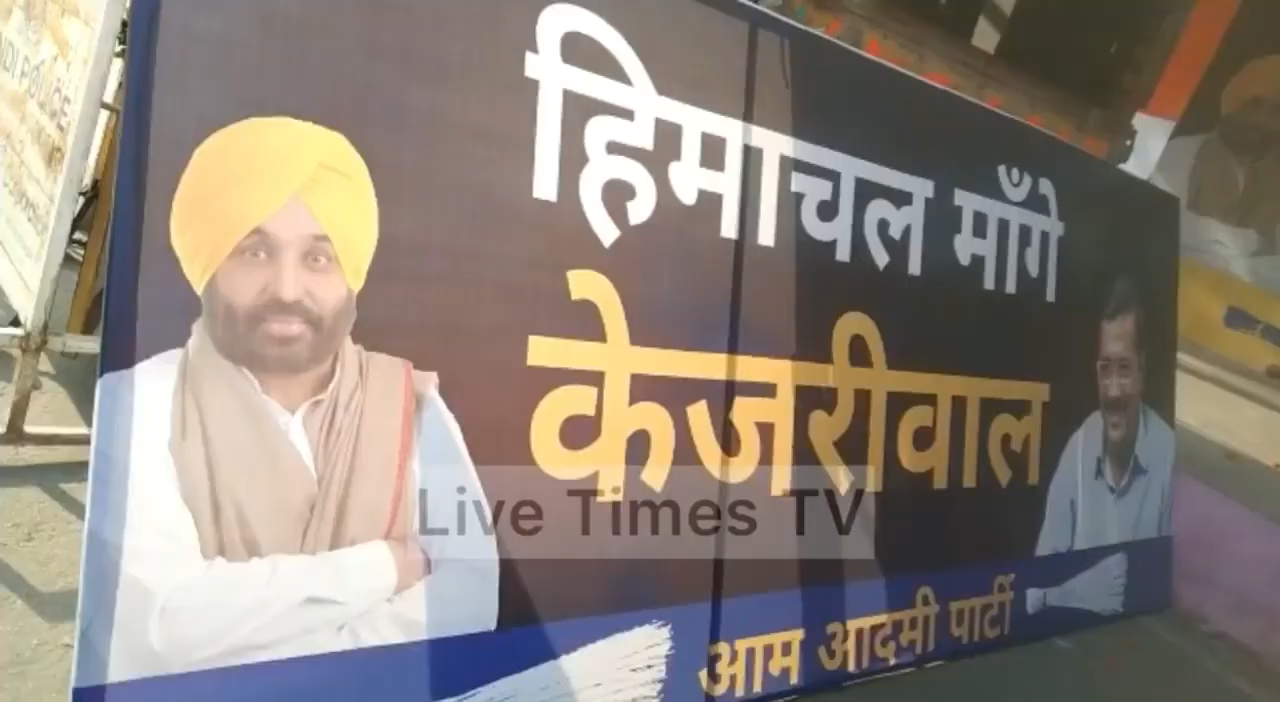 हिमाचल माँगे
केजरीवाल
Live Times TV
आम आदमी पार्टी